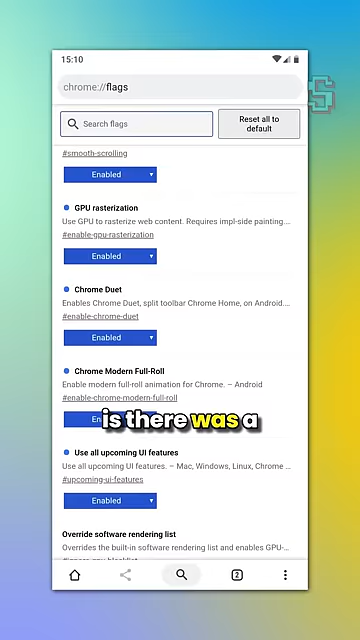 15:10
chrome://flags
S
Search flags
Reset all to
default
#smooth-scrolling
Enabled
GPU rasterization
Use GPU to rasterize web content. Requires impl-side painting...
#enable-gpu-rasterization
Enabled
Chrome Duet
Enables Chrome Duet, split toolbar Chrome Home, on Android...
#enable-chrome-duet
Enabled
Chrome Modern Full-Roll
Enable modern full-roll animation for Chrome. – Android
#enable-chrome-modern-full-roll
is there was a
Use all upcoming UI features
Use all upcoming UI features. – Mac, Windows, Linux, Chrome ...
#upcoming-ui-features
Enabled
Override software rendering list
Overrides the built-in software rendering list and enables GPU-...
2